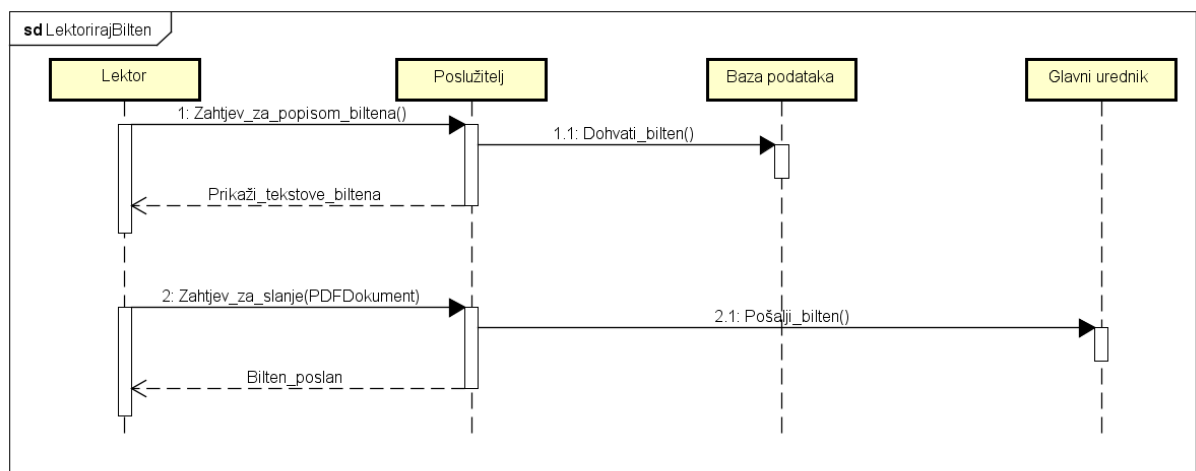 sd LektorirajBilten
Lektor
Poslužitelj
Baza podataka
Glavni urednik
1: Zahtjev_za_popisom_biltena()
1.1: Dohvati_bilten()
Prikaži_tekstove_biltena
2: Zahtjev_za_slanje(PDFDokument)
2.1: Pošalji_bilten()
Bilten_poslan